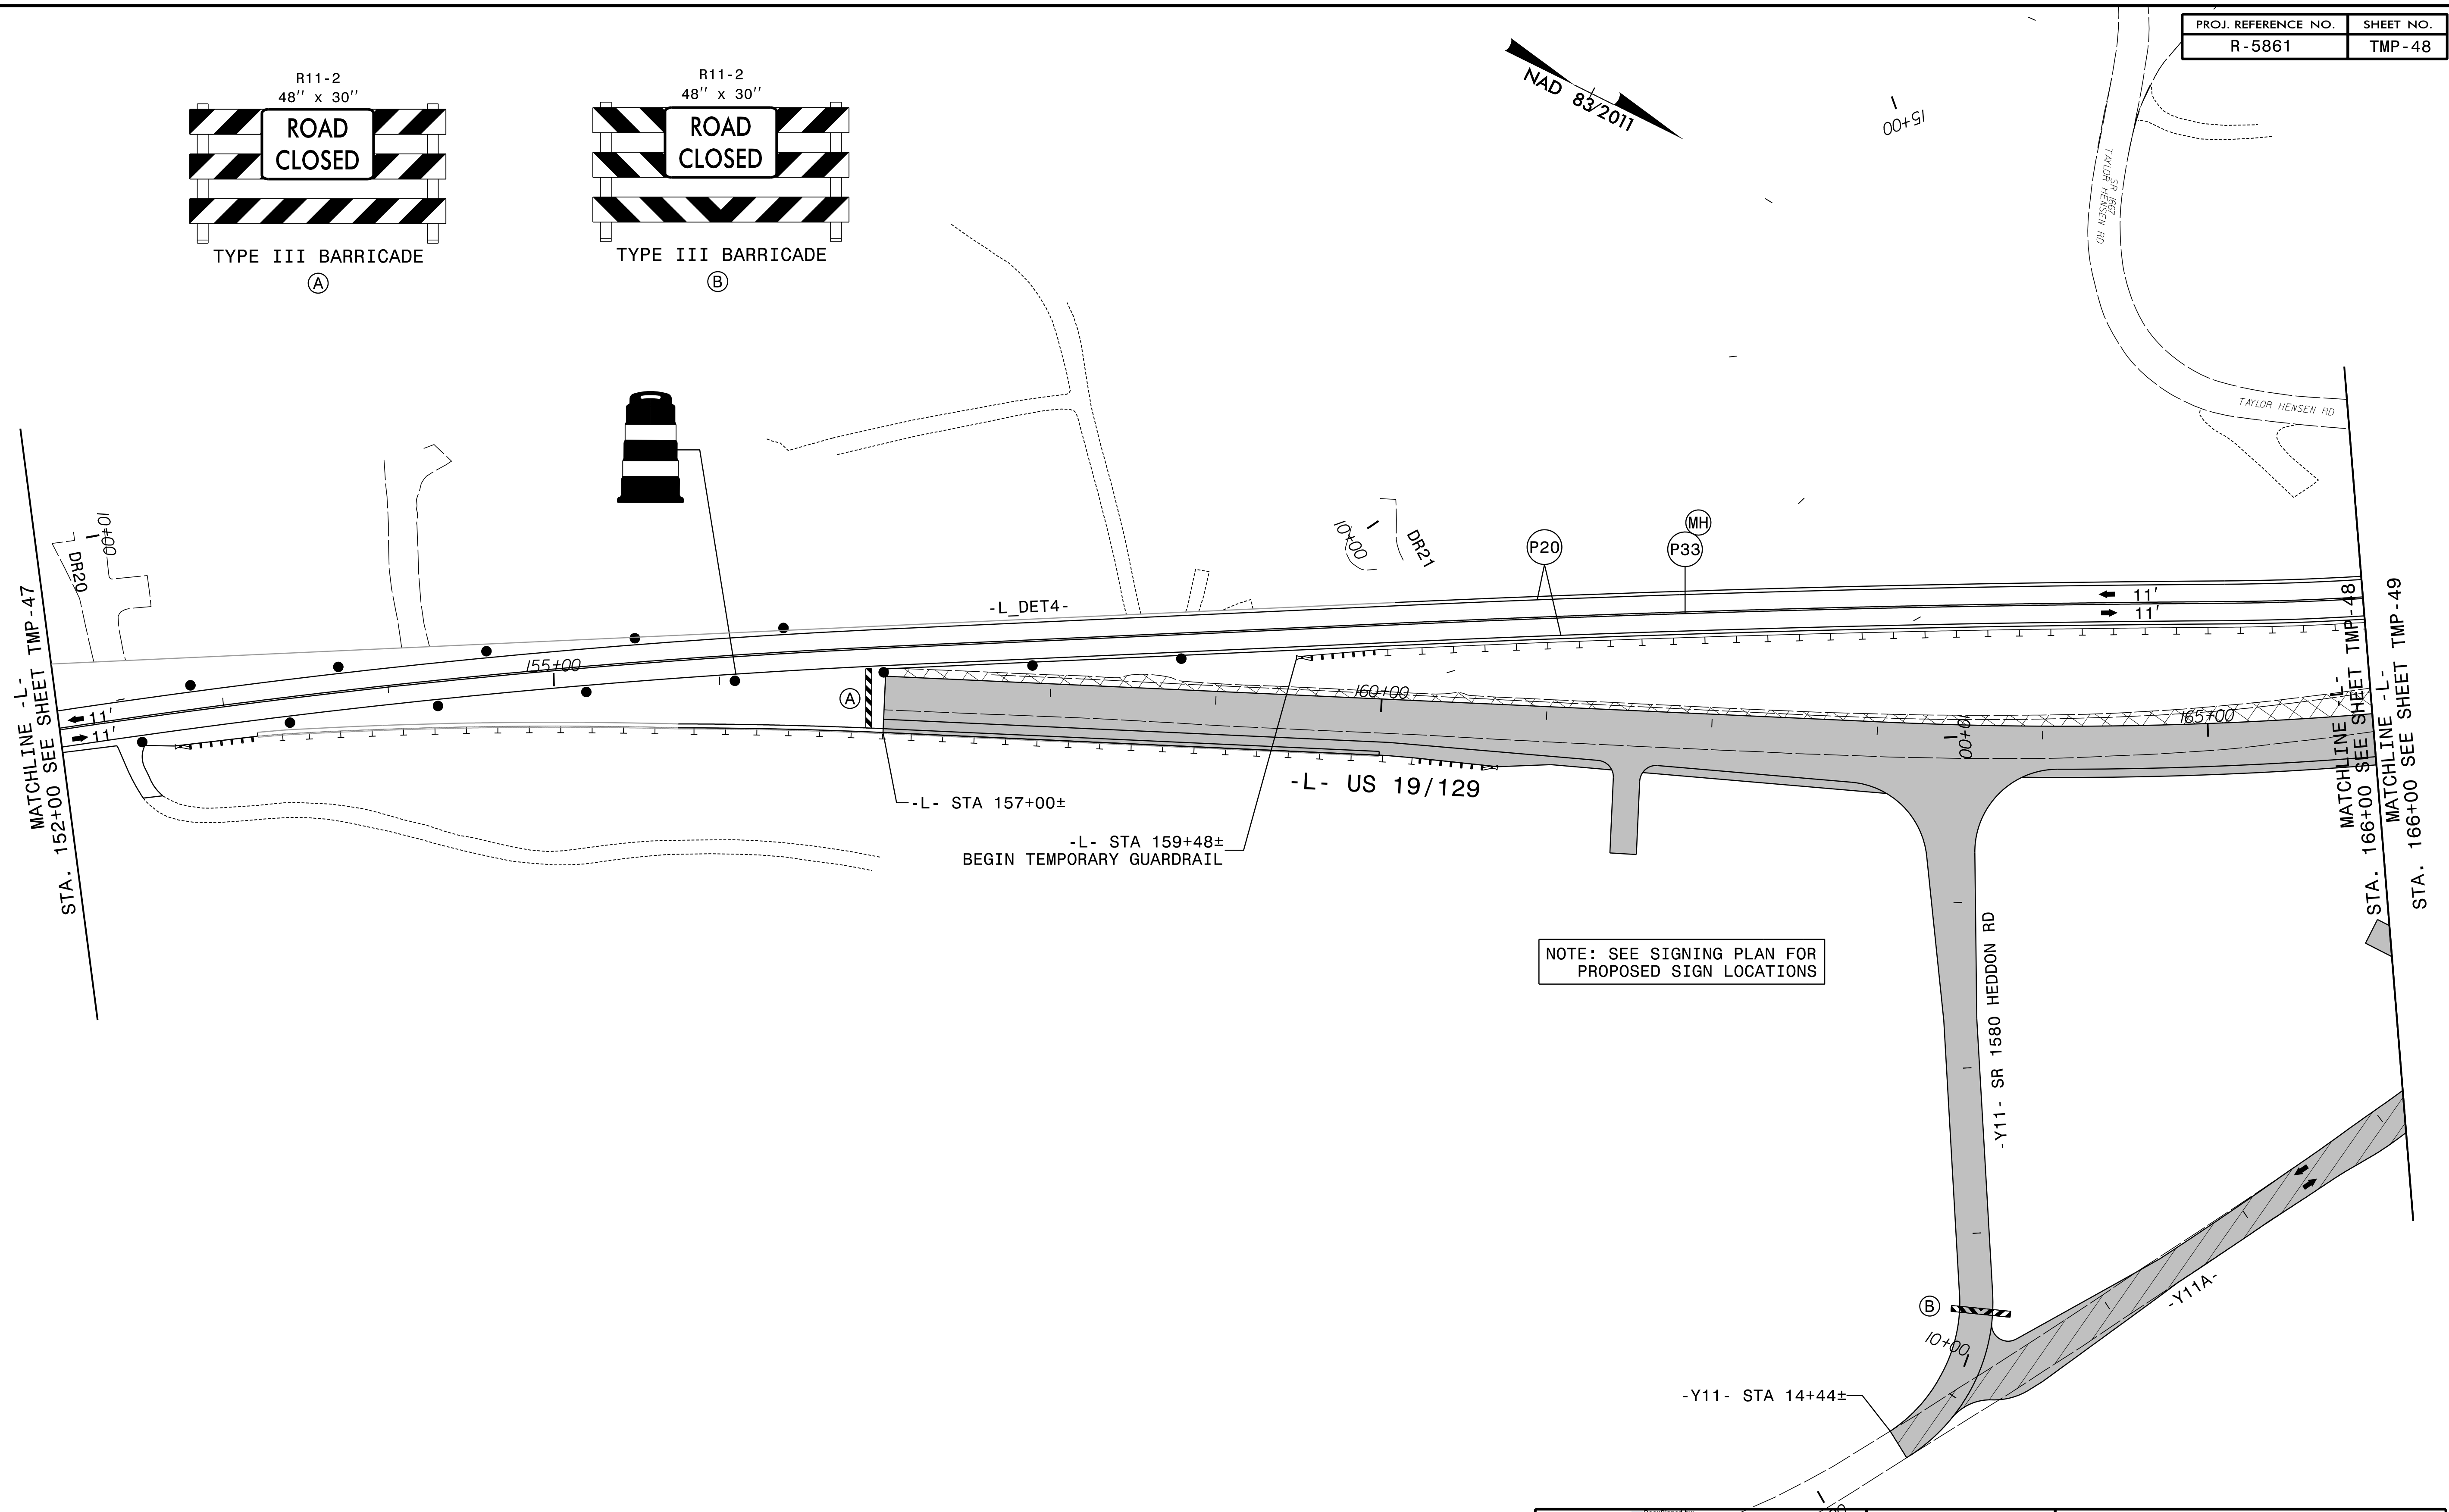 PROJ. REFERENCE NO.
SHEET NO.
R-5861
TMP-48
R11-2
48'' x 30''
ROAD
CLOSED
TYPE III BARRICADE
A
R11-2
48'' x 30''
ROAD
CLOSED
TYPE III BARRICADE
B
NAD 83/2011
15+00
SR 1667
TAYLOR HENSEN RD
TAYLOR HENSEN RD
MATCHLINE -L-
STA. 152+00 SEE SHEET TMP-47
10+00
DR20
10+00
DR21
P20
MH
P33
-L_DET4-
11'
11'
11'
11'
155+00
A
160+00
10+00
165+00
-L- US 19/129
-L- STA 157+00±
-L- STA 159+48±
BEGIN TEMPORARY GUARDRAIL
MATCHLINE -L-
STA. 166+00 SEE SHEET TMP-48
MATCHLINE -L-
STA. 166+00 SEE SHEET TMP-49
NOTE: SEE SIGNING PLAN FOR
PROPOSED SIGN LOCATIONS
-Y11- SR 1580 HEDDON RD
B
10+00
-Y11A-
-Y11- STA 14+44±